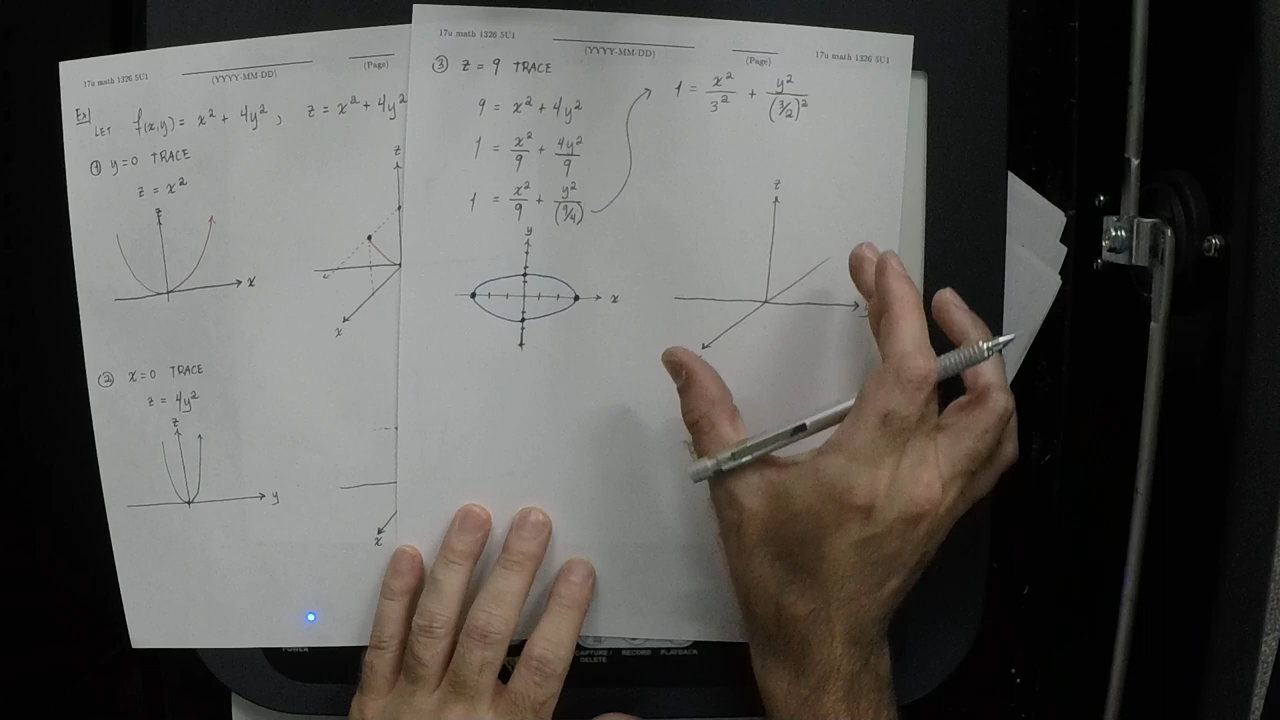 17u math 1326 5U1
(YYYY-MM-DD)
(Page)
Ex) LET f(x,y) = x² + 4y² , z = x² + 4y²
① y=0 TRACE
z = x²
z
x
z
x
② x=0 TRACE
z = 4y²
z
y
x
17u math 1326 5U1
(YYYY-MM-DD)
(Page)
17u math 1326 5U1
③ z = 9 TRACE
9 = x² + 4y²
1 = x²/9 + 4y²/9
1 = x²/9 + y²/(9/4)
y
x
1 = x²/3² + y²/(3/2)²
z
POWER
CAPTURE / DELETE
RECORD
PLAYBACK